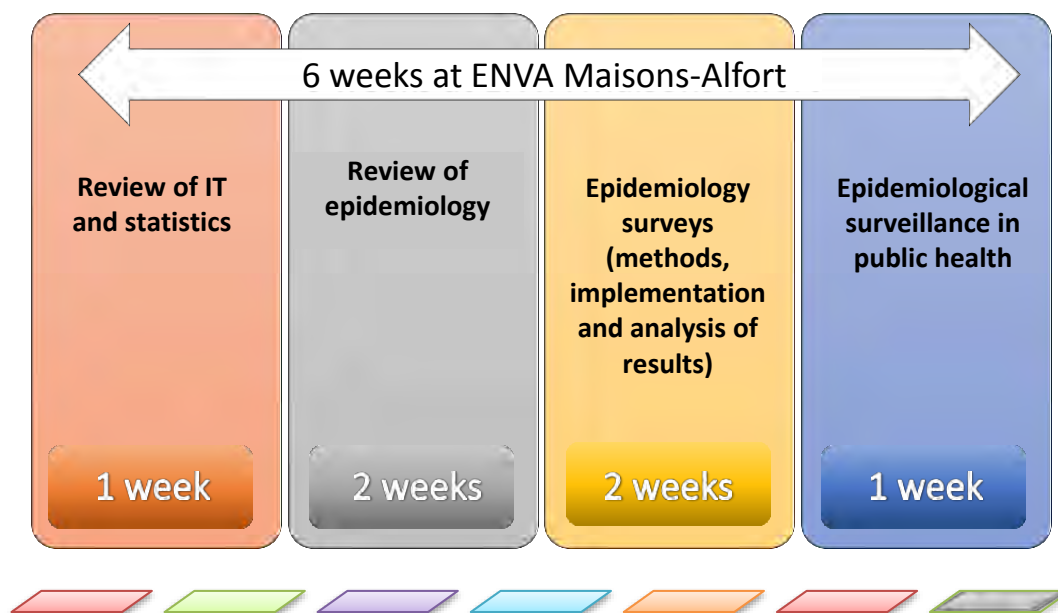 6 weeks at ENVA Maisons-Alfort
Review of IT
and statistics
1 week
Review of
epidemiology
2 weeks
Epidemiology
surveys
(methods,
implementation
and analysis of
results)
2 weeks
Epidemiological
surveillance in
public health
1 week